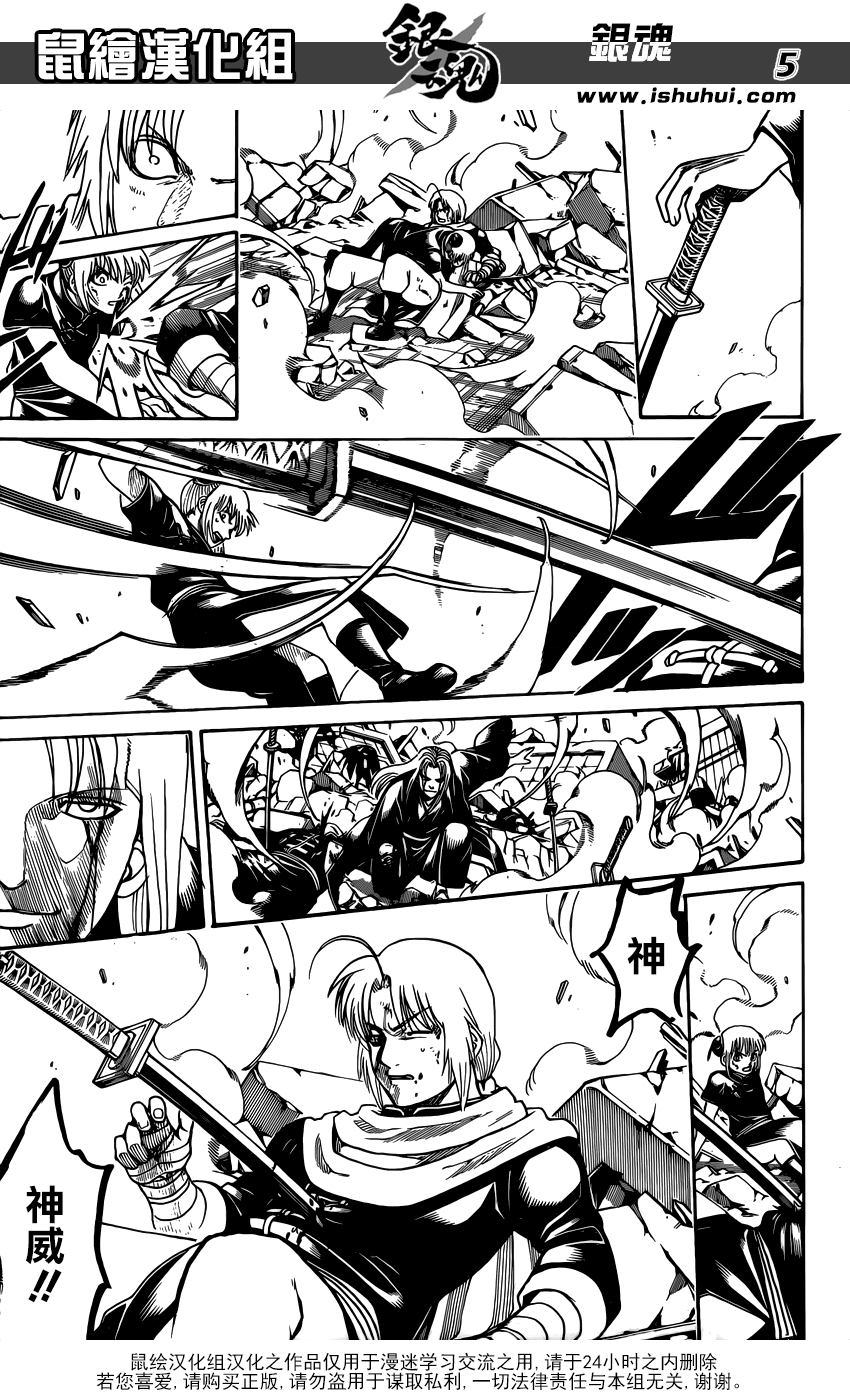 鼠繪漢化組
銀魂
銀魂
5
www.ishuhui.com
神
神威!!
鼠绘汉化组汉化之作品仅用于漫迷学习交流之用,请于24小时之内删除
若您喜爱,请购买正版,请勿盗用于谋取私利,一切法律责任与本组无关,谢谢。